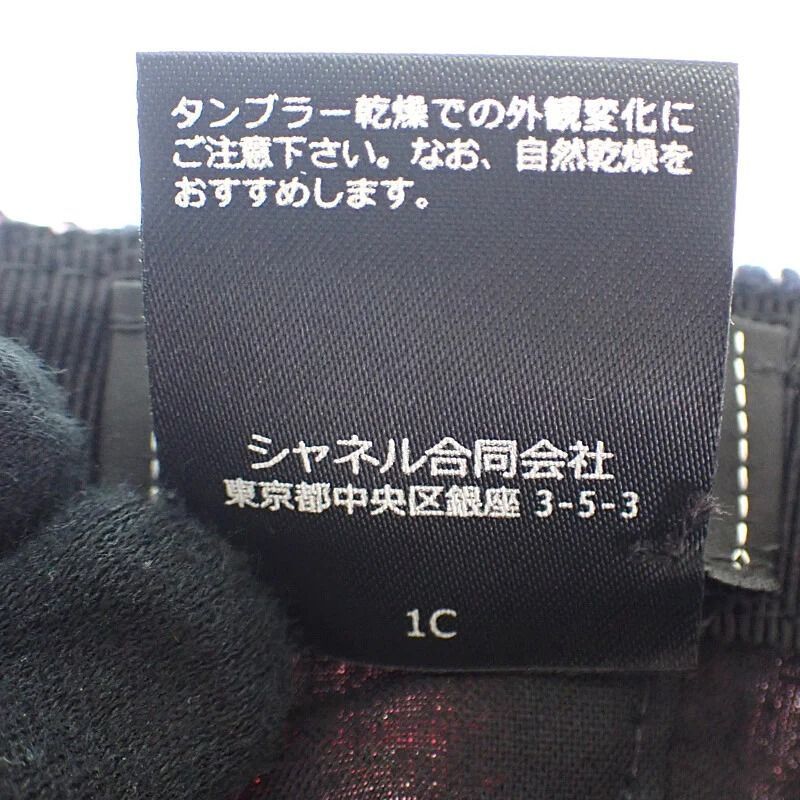 タンブラー乾燥での外観変化に
ご注意下さい。なお、自然乾燥を
おすすめします。
シャネル合同会社
東京都中央区銀座 3-5-3
1C